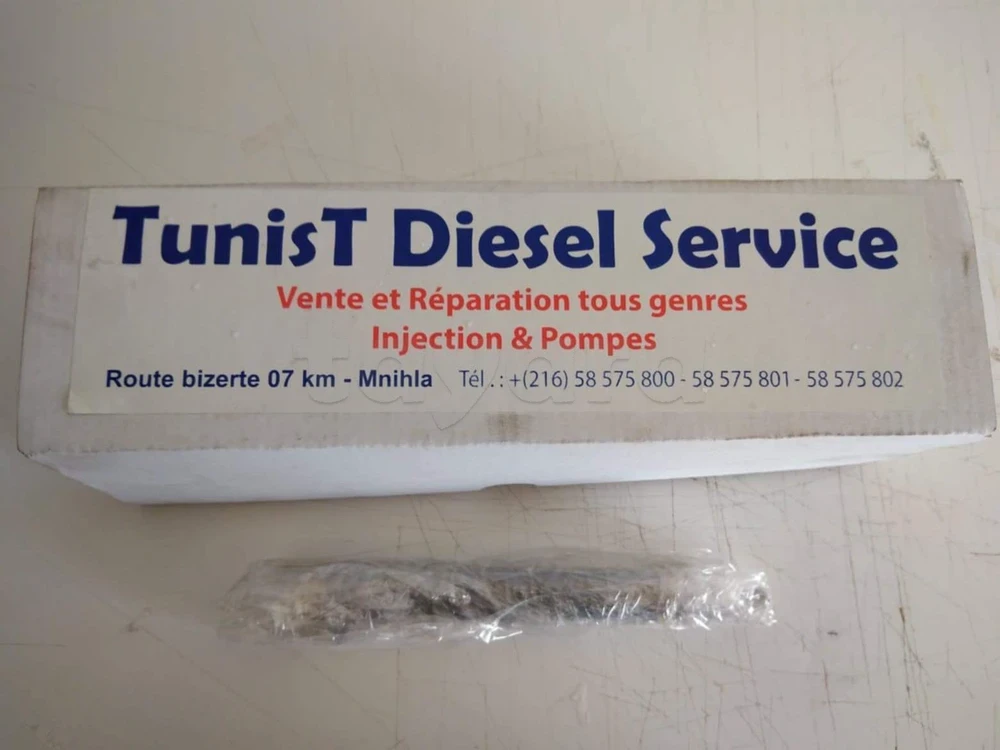 TunisT Diesel Service
Vente et Réparation tous genres
Injection & Pompes
Route bizerte 07 km - Mnihla Tél .: +(216) 58 575 800 - 58 575 801 - 58 575 802
tayara